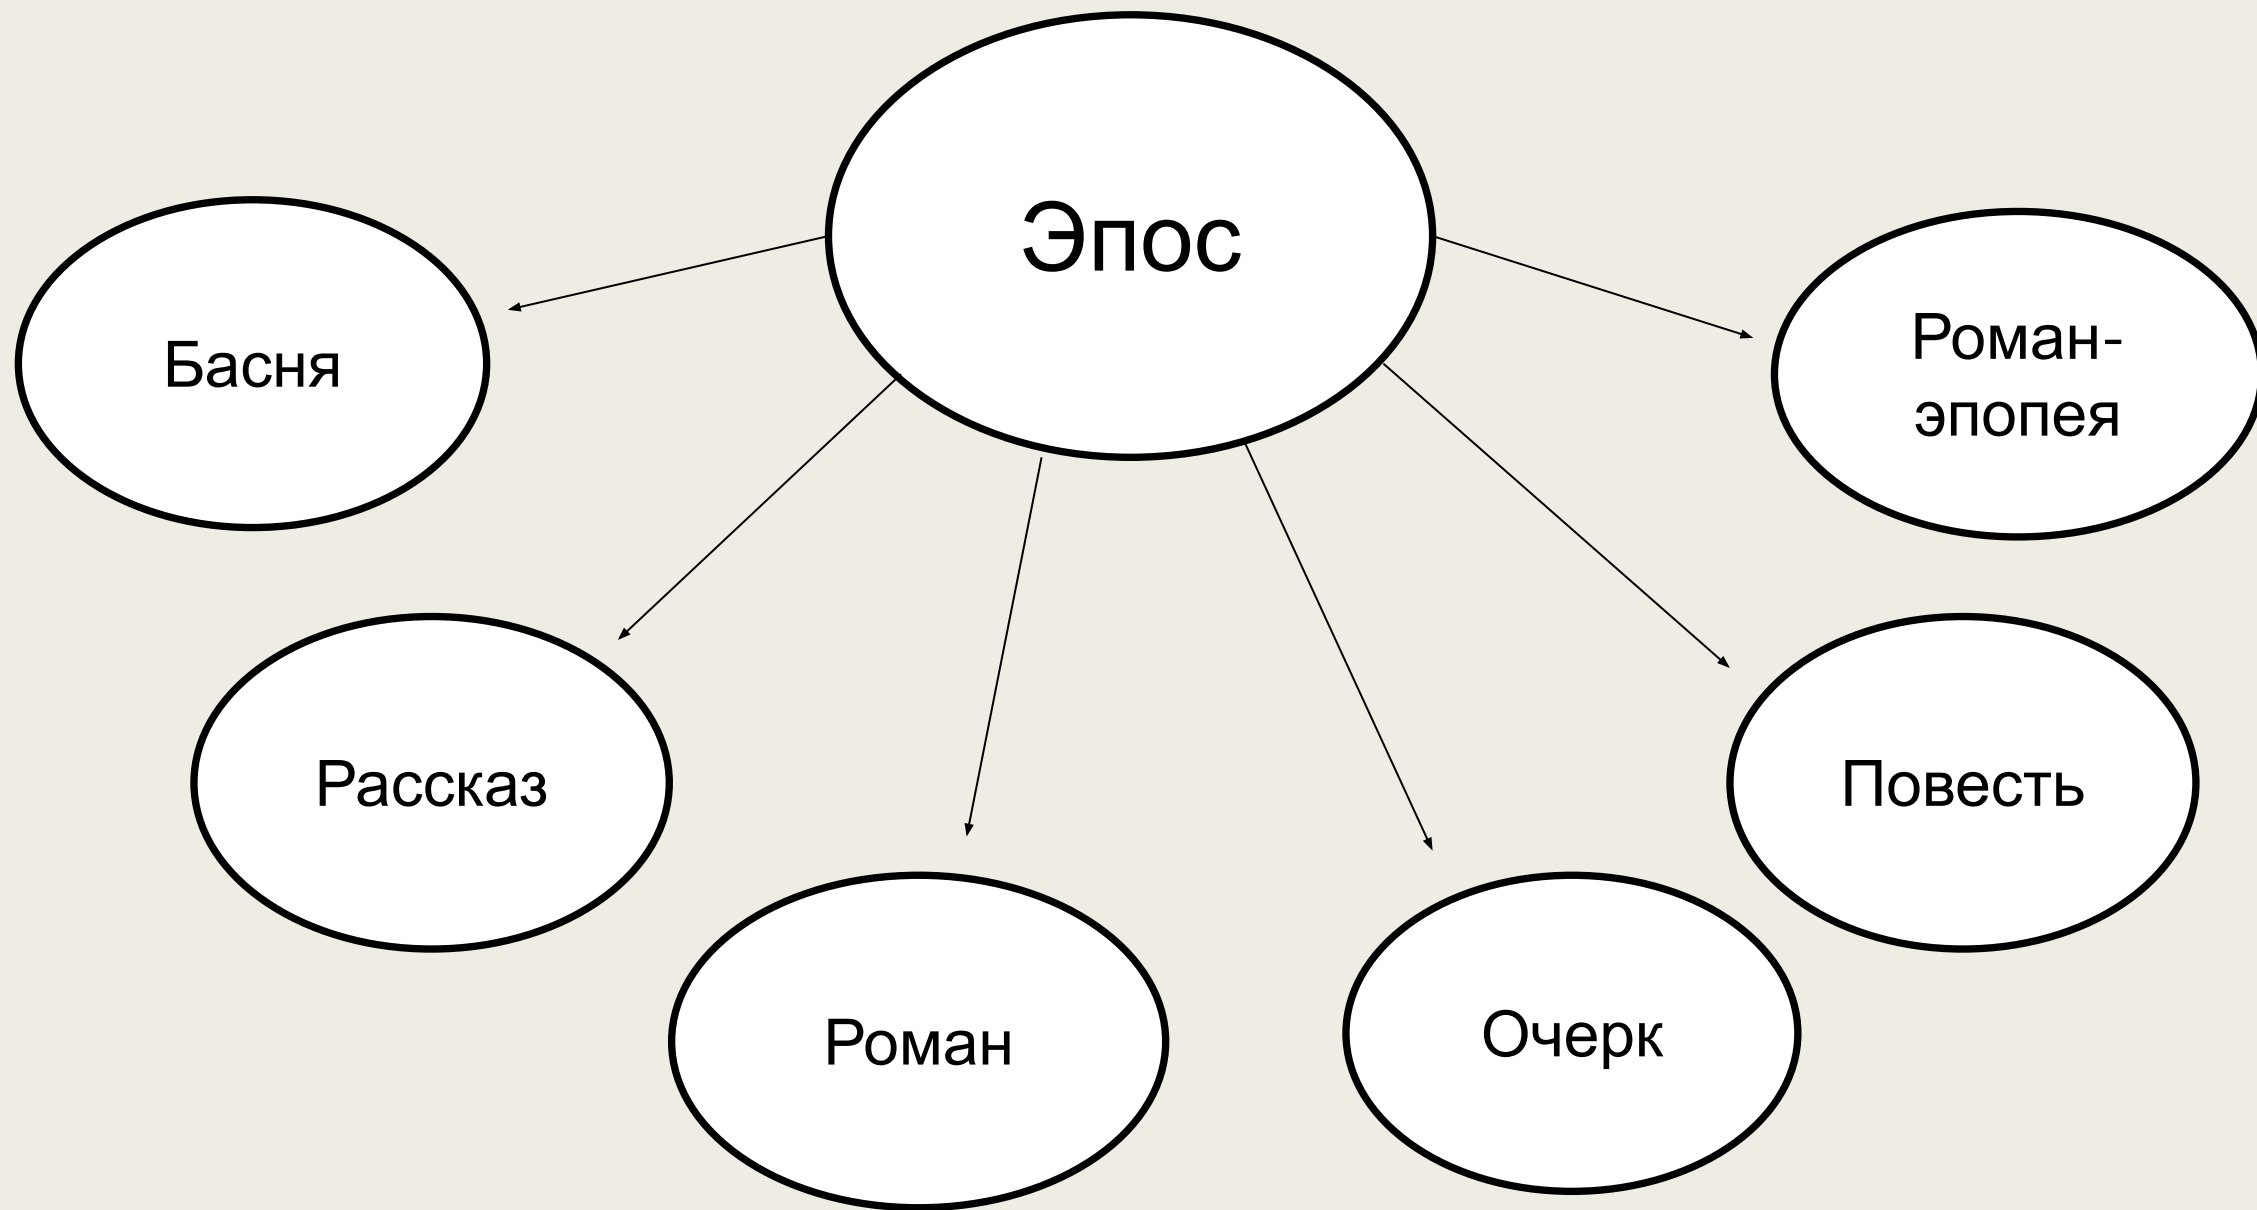 Эпос
Басня
Роман-
эпопея
Рассказ
Повесть
Роман
Очерк